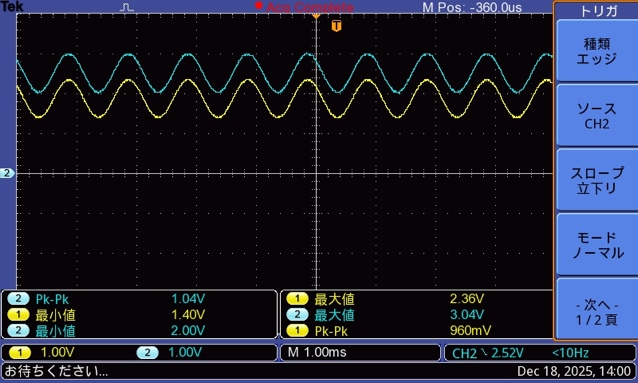 Tek
Acq Complete
M Pos: -360.0us
トリガ
T
種類
エッジ
ソース
CH2
スロープ
立下り
モード
ノーマル
- 次へ -
1 / 2 頁
2
2 Pk-Pk 1.04V
1 最小値 1.40V
2 最小値 2.00V
1 最大値 2.36V
2 最大値 3.04V
1 Pk-Pk 960mV
1 1.00V 2 1.00V M 1.00ms CH2 2.52V <10Hz
お待ちください... Dec 18, 2025, 14:00